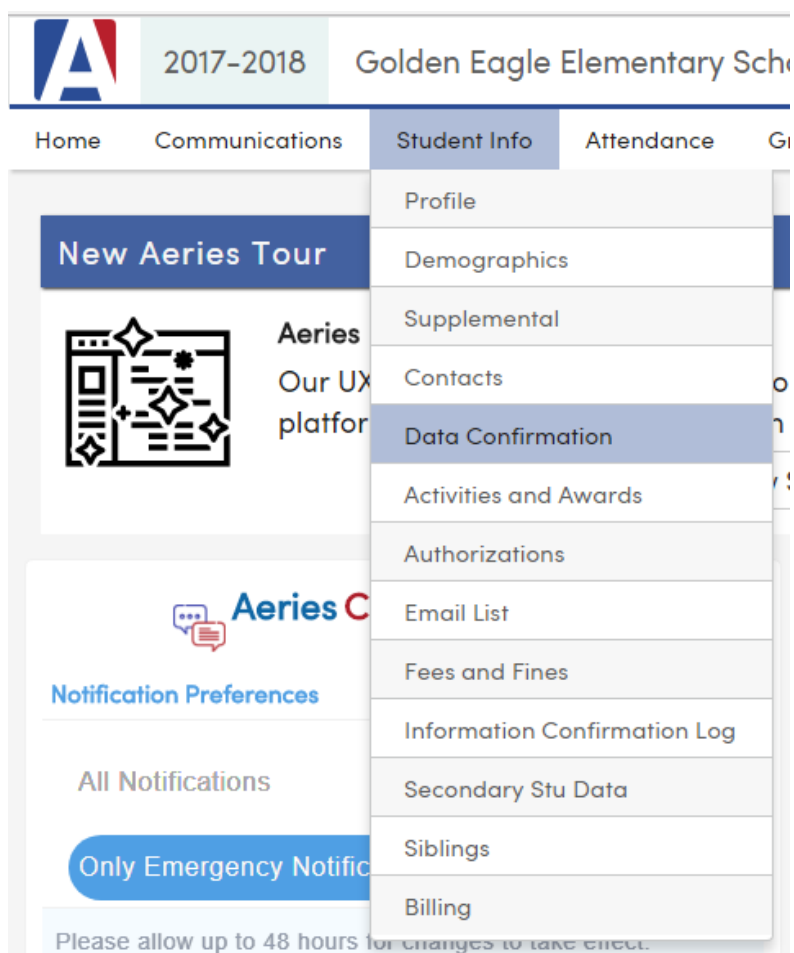 2017-2018 Golden Eagle Elementary
Home Communications Student Info Attendance
Profile
Demographics
Supplemental
Contacts
Data Confirmation
Activities and Awards
Authorizations
Email List
Fees and Fines
Information Confirmation Log
Secondary Stu Data
Siblings
Billing
New Aeries Tour
Aeries
Our UX
Aeries
Notification Preferences
All Notifications
Only Emergency
Please allow up to 48 hours for changes to take effect.